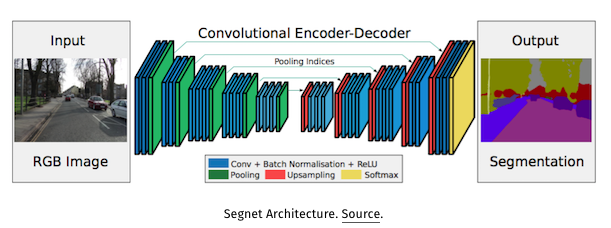 Input
RGB Image
Convolutional Encoder-Decoder
Pooling Indices
Conv + Batch Normalisation + ReLU
Pooling Upsampling Softmax
Output
Segmentation
Segnet Architecture. Source.